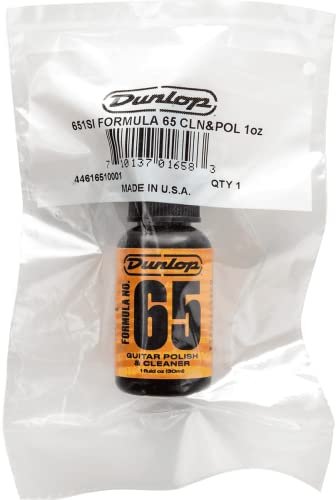 Dunlop
651SI FORMULA 65 CLN&POL 1oz
7 10137 01658 3
44616510001
MADE IN U.S.A.
QTY 1
Dunlop
FORMULA NO.
65
GUITAR POLISH
& CLEANER
1 fluid oz (30ml)